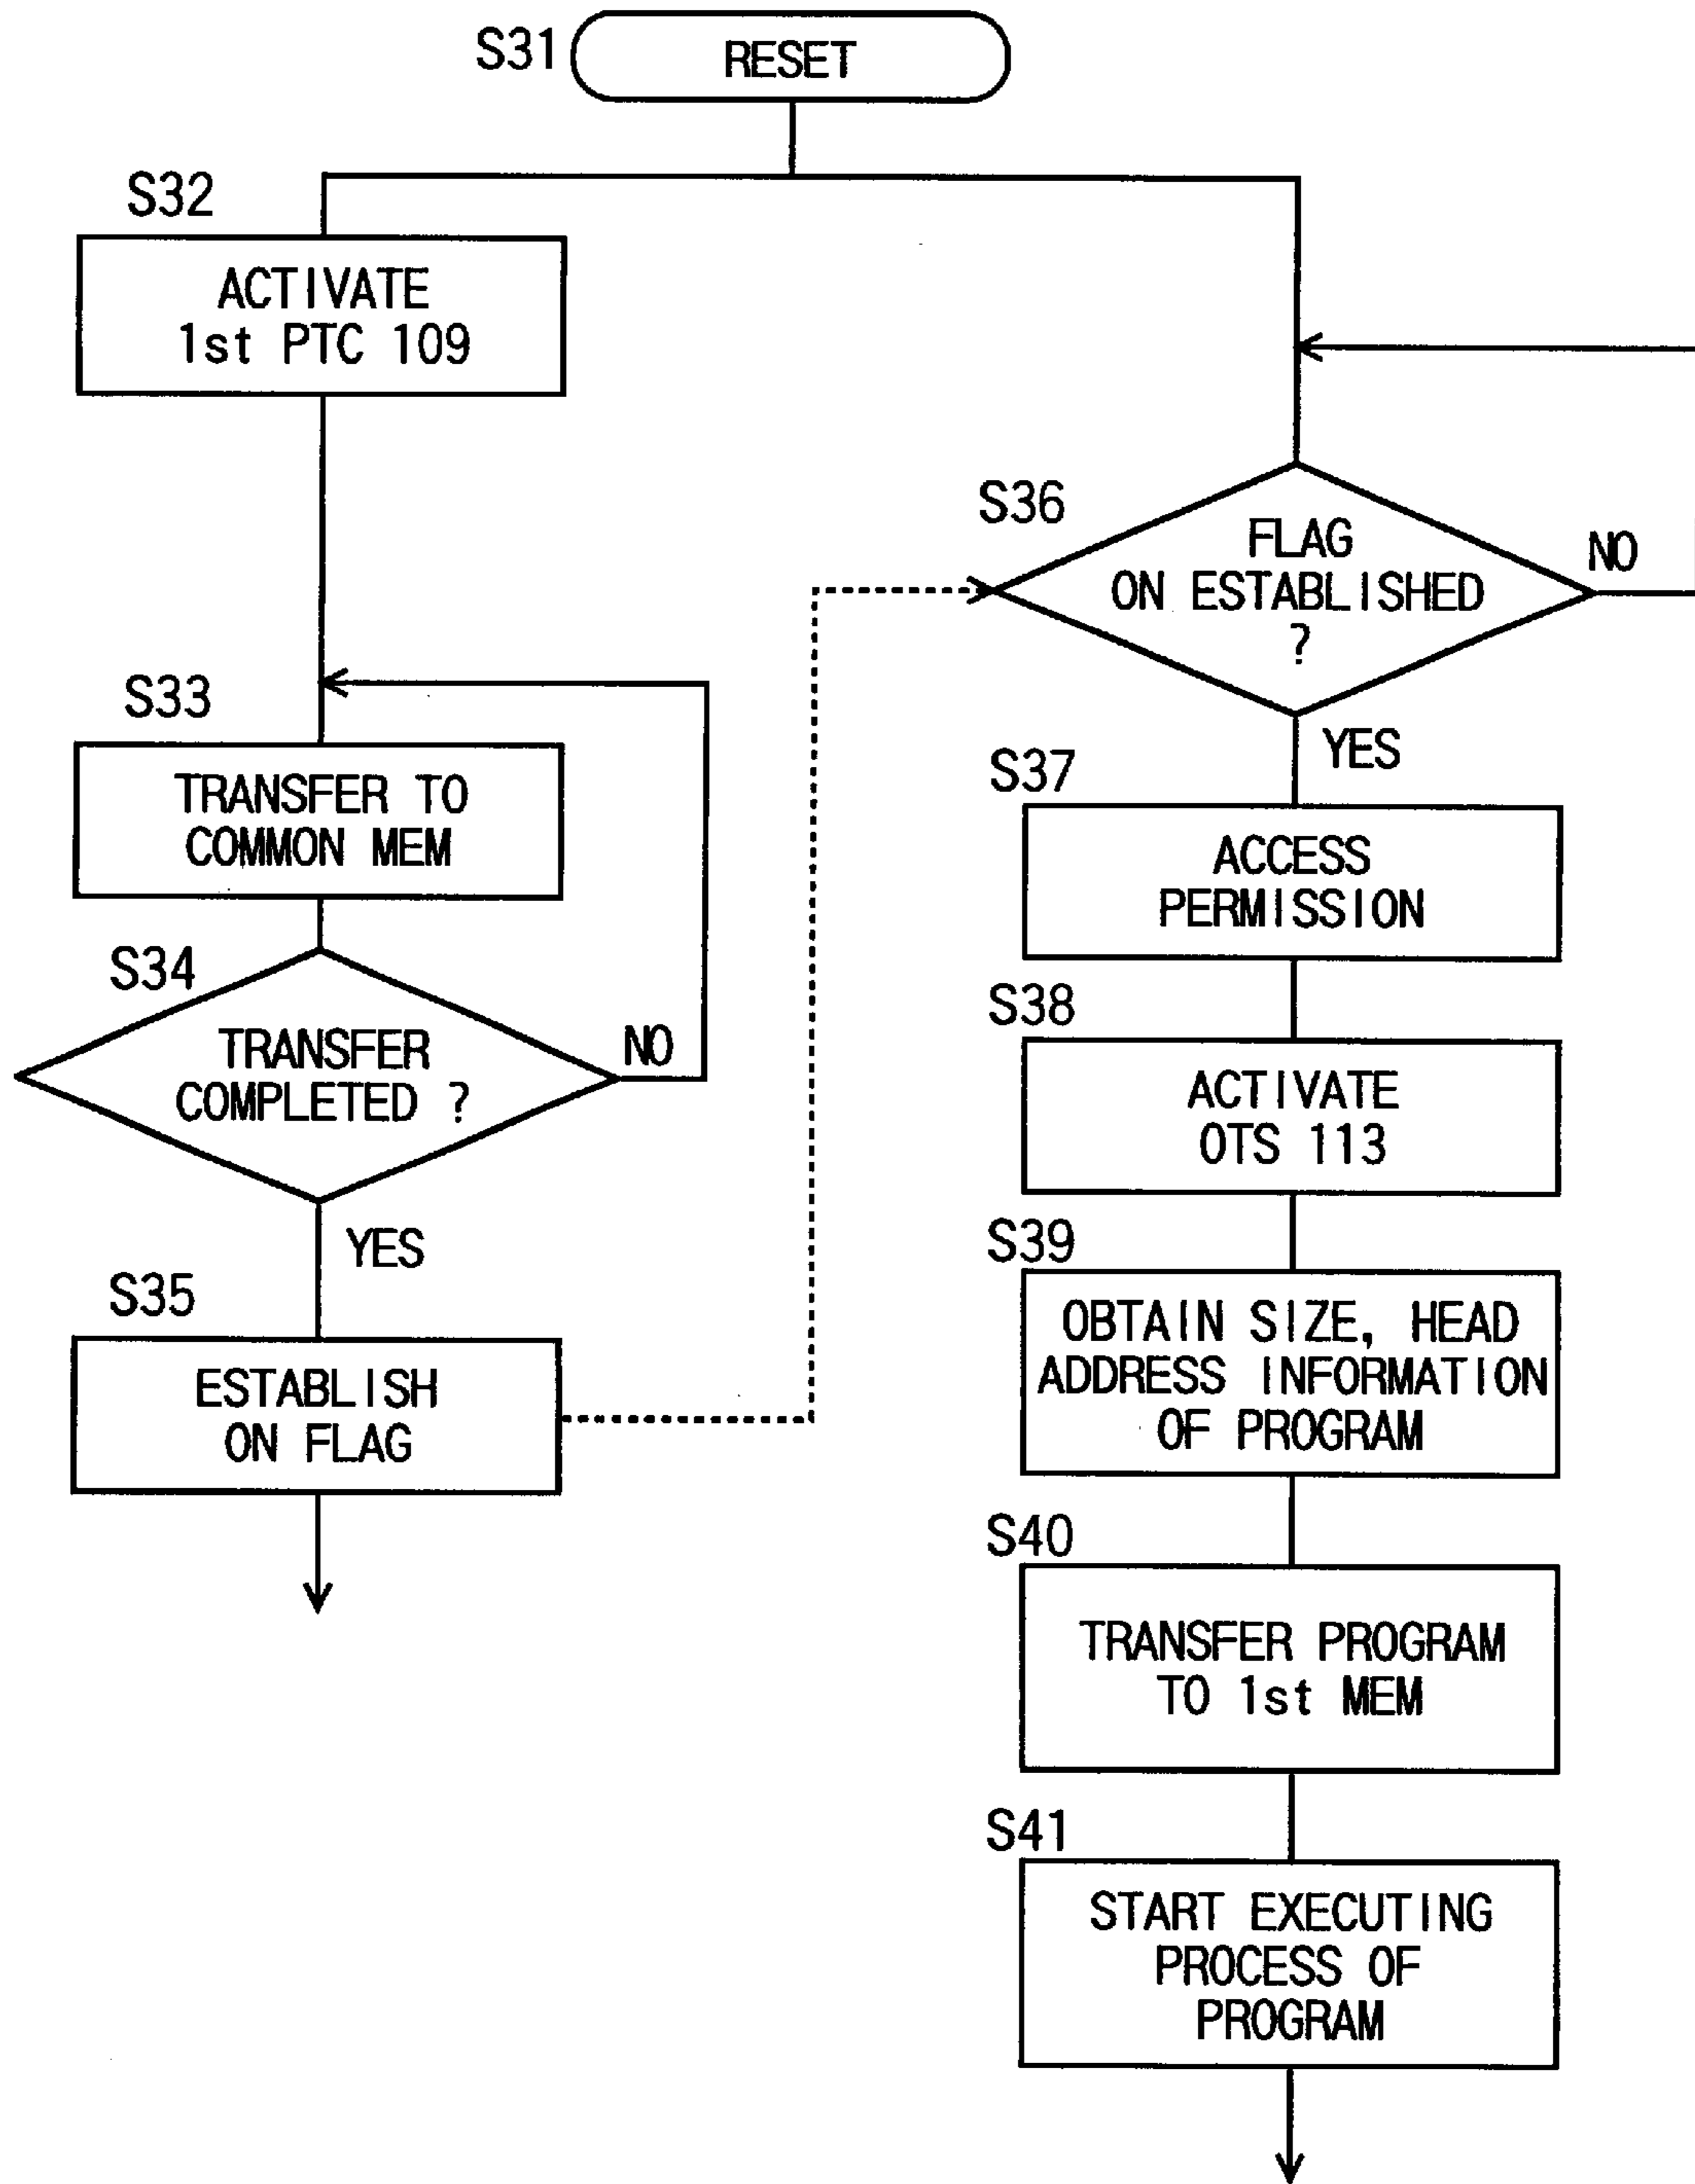 S31
RESET
S32
ACTIVATE
1st PTC 109
S33
TRANSFER TO
COMMON MEM
S34
TRANSFER
COMPLETED ?
NO
YES
S35
ESTABLISH
ON FLAG
S36
FLAG
ON ESTABLISHED
?
NO
YES
S37
ACCESS
PERMISSION
S38
ACTIVATE
OTS 113
S39
OBTAIN SIZE, HEAD
ADDRESS INFORMATION
OF PROGRAM
S40
TRANSFER PROGRAM
TO 1st MEM
S41
START EXECUTING
PROCESS OF
PROGRAM